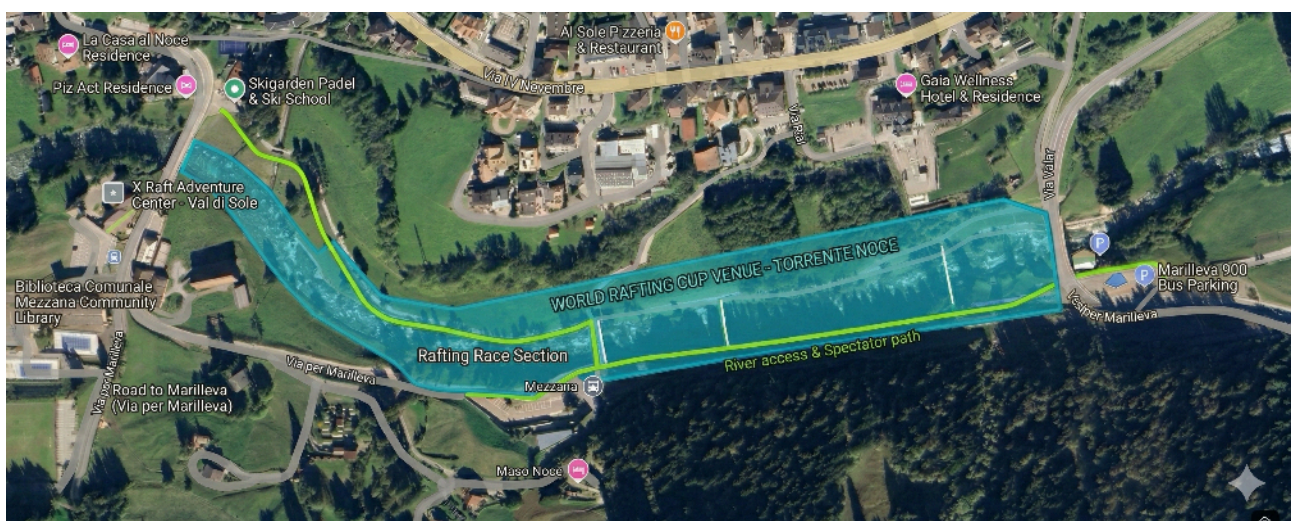 La Casa al Noce
Residence
Al Sole Pizzeria
& Restaurant
Piz Act Residence
Skigarden Padel
& Ski School
Via IV Novembre
Gaia Wellness
Hotel & Residence
Via Rial
Via Valar
X Raft Adventure
Center - Val di Sole
WORLD RAFTING CUP VENUE - TORRENTE NOCE
P
P
Marilleva 900
Bus Parking
Biblioteca Comunale
Mezzana Community
Library
Via per Marilleva
Via per Marilleva
Rafting Race Section
River access & Spectator path
Via per Marilleva
Mezzana
Road to Marilleva
(Via per Marilleva)
Maso Noce